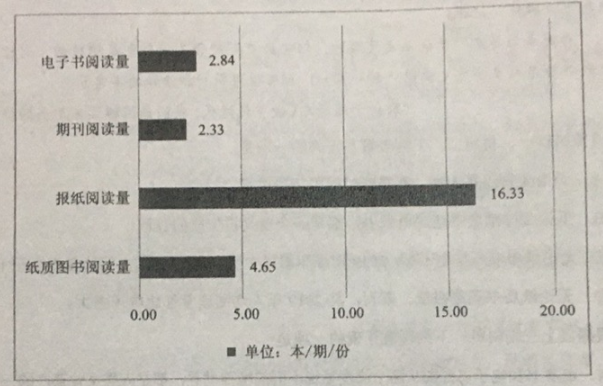 电子书阅读量 2.84
期刊阅读量 2.33
报纸阅读量 16.33
纸质图书阅读量 4.65
0.00 5.00 10.00 15.00 20.00
■ 单位：本/期/份